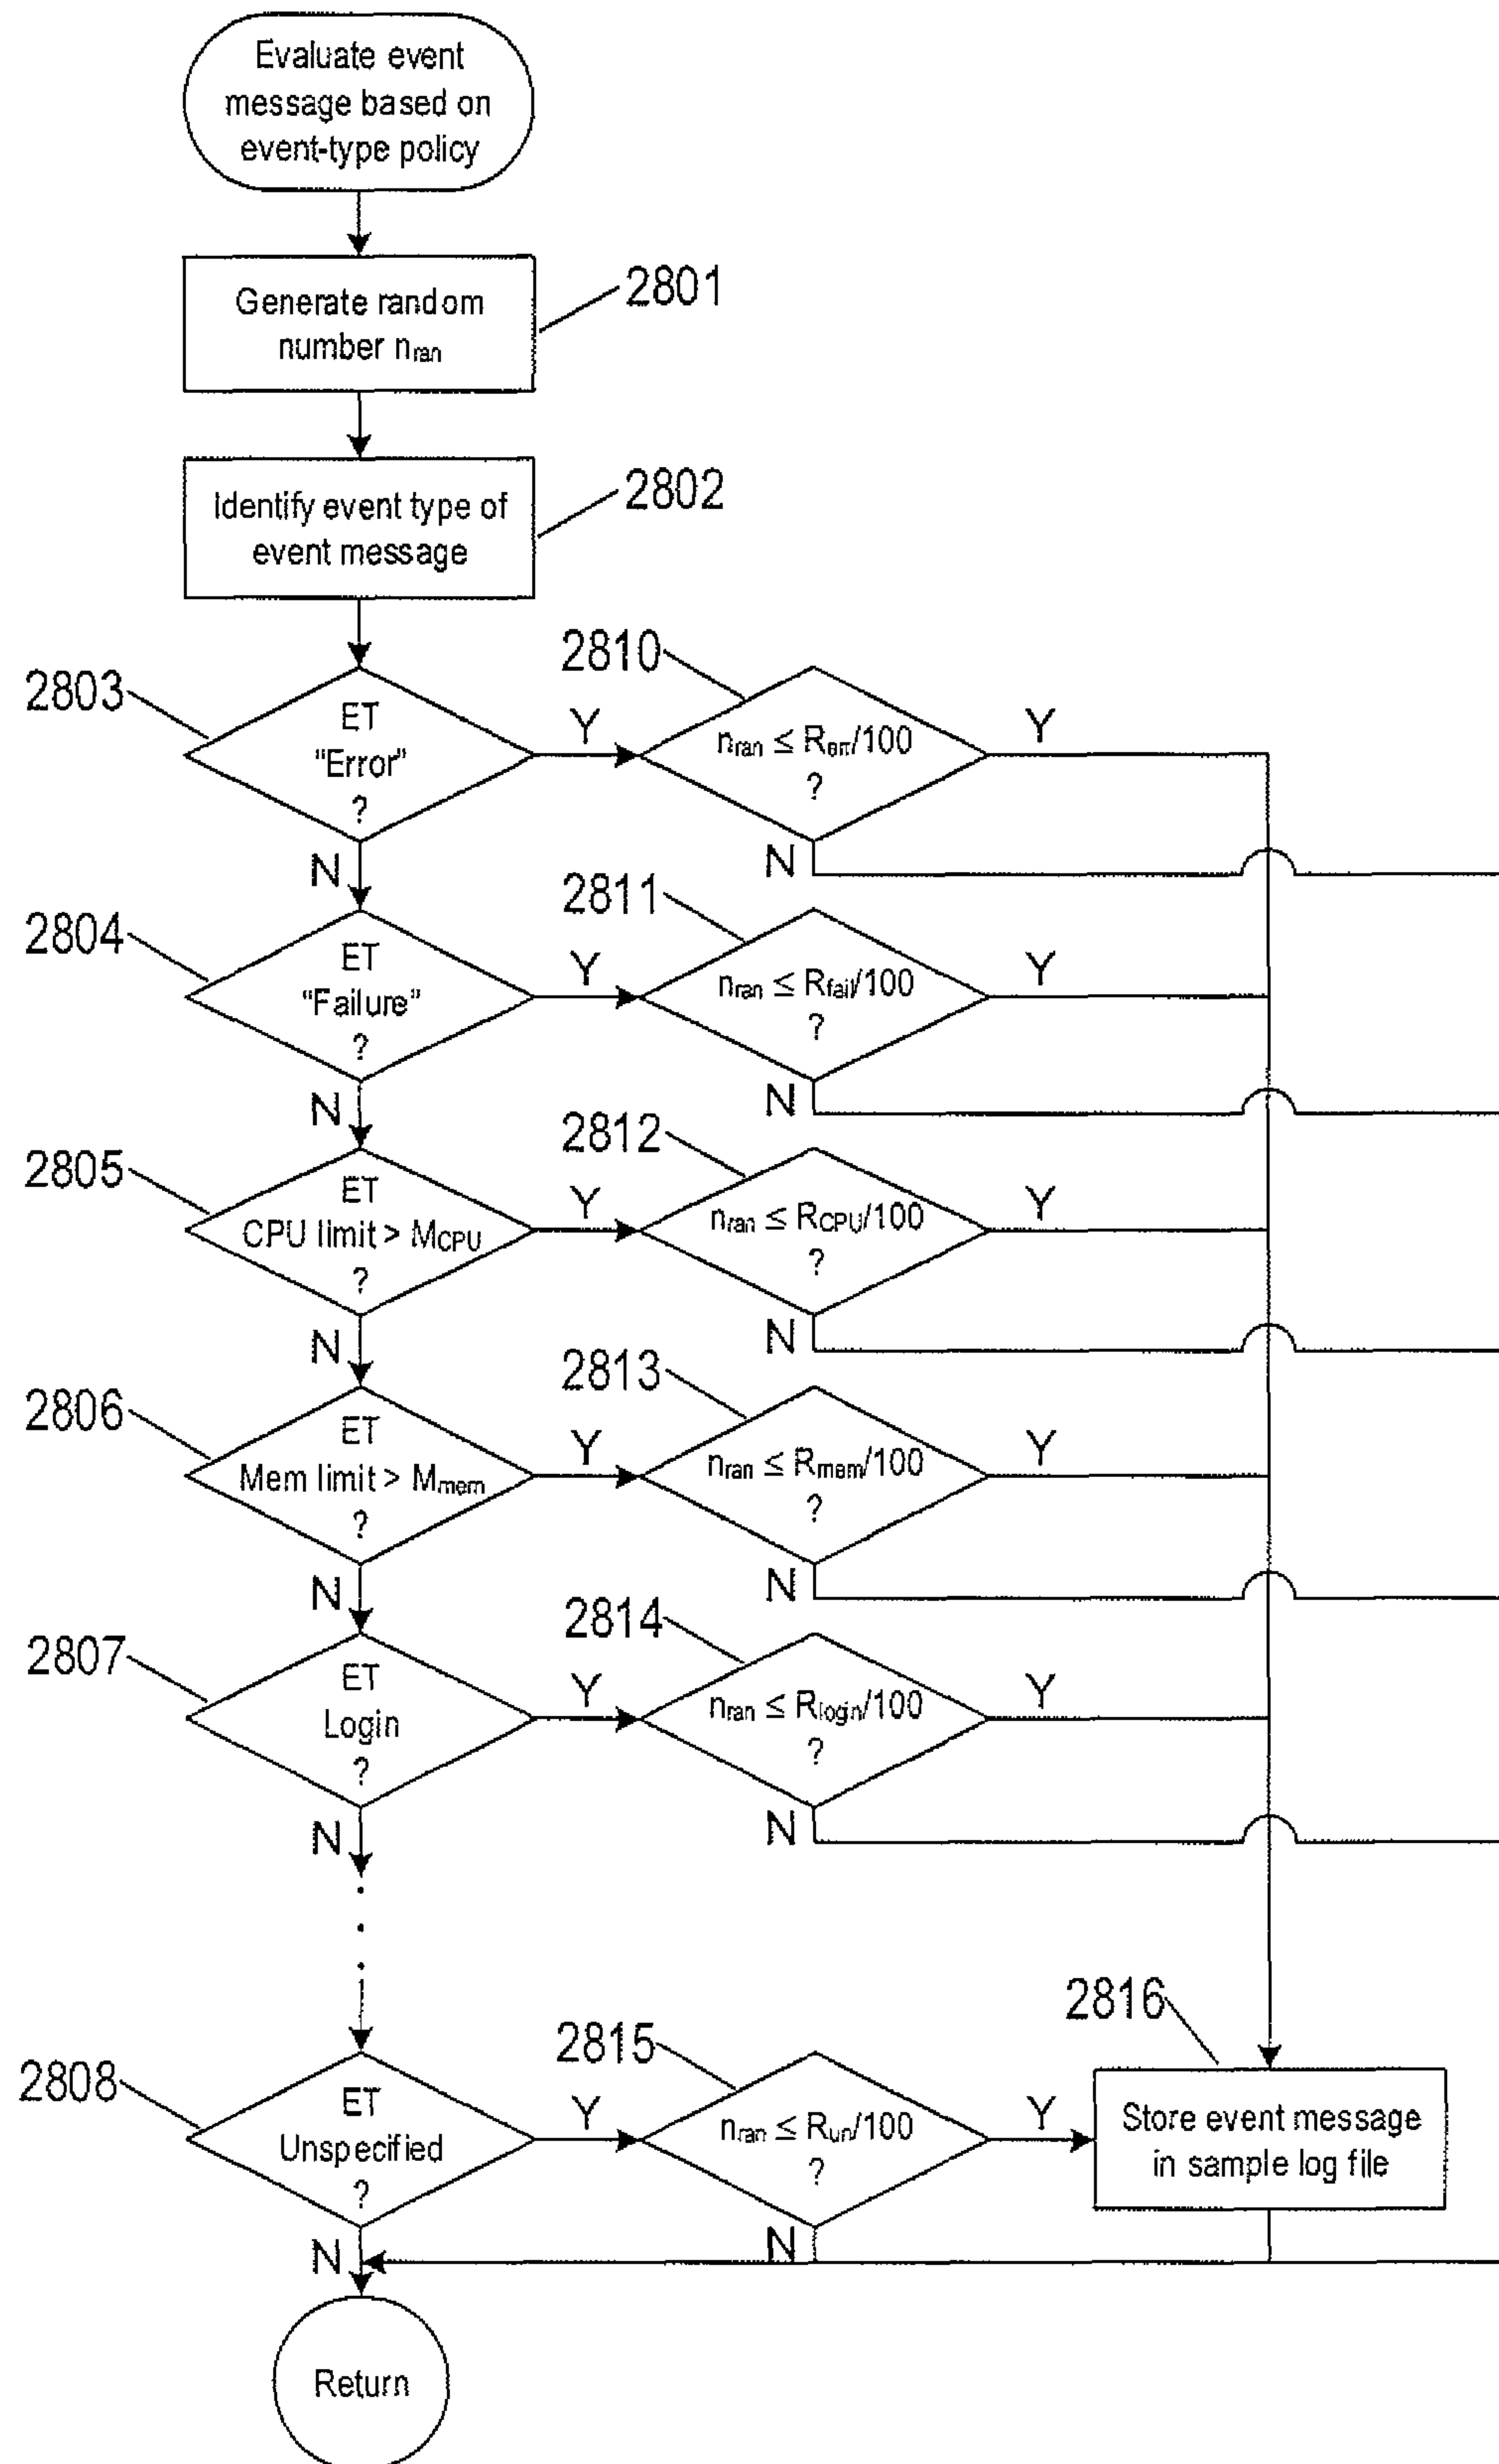 Evaluate event
message based on
event-type policy
Generate random
number nran
2801
Identify event type of
event message
2802
2803
ET
"Error"
?
Y
N
2810
nran ≤ Rerr/100
?
Y
N
2804
ET
"Failure"
?
Y
N
2811
nran ≤ Rfail/100
?
Y
N
2805
ET
CPU limit > MCPU
?
Y
N
2812
nran ≤ RCPU/100
?
Y
N
2806
ET
Mem limit > Mmem
?
Y
N
2813
nran ≤ Rmem/100
?
Y
N
2807
ET
Login
?
Y
N
2814
nran ≤ Rlogin/100
?
Y
N
2808
ET
Unspecified
?
Y
N
2815
nran ≤ Run/100
?
Y
N
2816
Store event message
in sample log file
Return